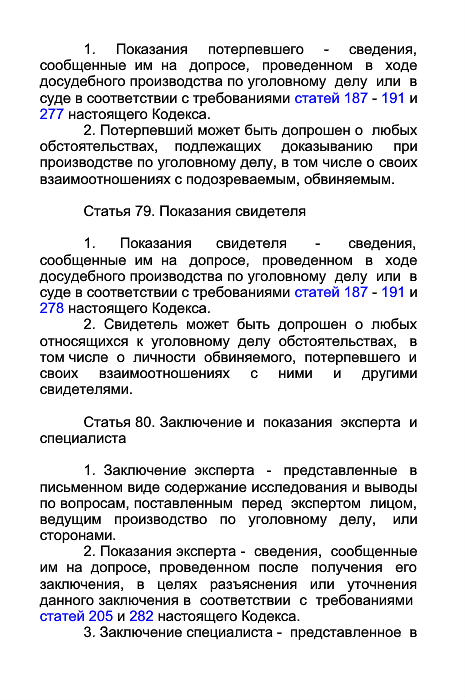 1. Показания потерпевшего - сведения,
сообщенные им на допросе, проведенном в ходе
досудебного производства по уголовному делу или в
суде в соответствии с требованиями статей 187 - 191 и
277 настоящего Кодекса.
2. Потерпевший может быть допрошен о любых
обстоятельствах, подлежащих доказыванию при
производстве по уголовному делу, в том числе о своих
взаимоотношениях с подозреваемым, обвиняемым.
Статья 79. Показания свидетеля
1. Показания свидетеля - сведения,
сообщенные им на допросе, проведенном в ходе
досудебного производства по уголовному делу или в
суде в соответствии с требованиями статей 187 - 191 и
278 настоящего Кодекса.
2. Свидетель может быть допрошен о любых
относящихся к уголовному делу обстоятельствах, в
том числе о личности обвиняемого, потерпевшего и
своих взаимоотношениях с ними и другими
свидетелями.
Статья 80. Заключение и показания эксперта и
специалиста
1. Заключение эксперта - представленные в
письменном виде содержание исследования и выводы
по вопросам, поставленным перед экспертом лицом,
ведущим производство по уголовному делу, или
сторонами.
2. Показания эксперта - сведения, сообщенные
им на допросе, проведенном после получения его
заключения, в целях разъяснения или уточнения
данного заключения в соответствии с требованиями
статей 205 и 282 настоящего Кодекса.
3. Заключение специалиста - представленное в